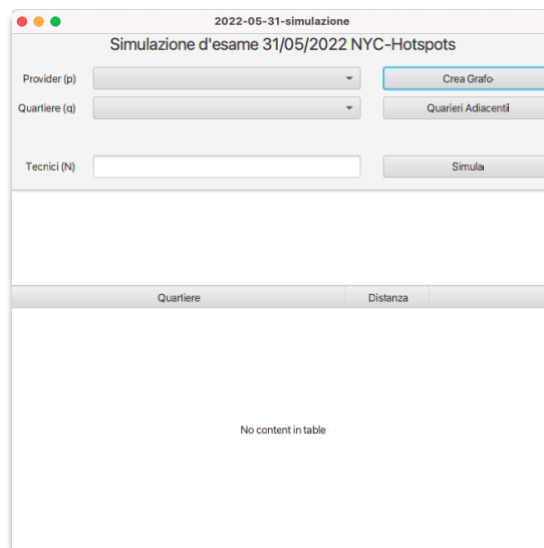 2022-05-31-simulazione
Simulazione d'esame 31/05/2022 NYC-Hotspots
Provider (p)
Crea Grafo
Quartiere (q)
Quarieri Adiacenti
Tecnici (N)
Simula
Quartiere Distanza
No content in table